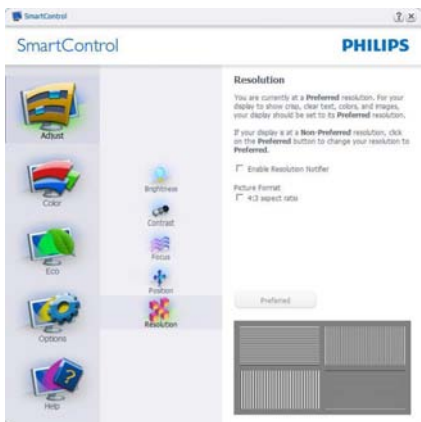 SmartControl
? x
SmartControl
PHILIPS
Adjust
Color
Eco
Options
Help
Brightness
Contrast
Focus
Position
Resolution
Resolution
You are currently at a Preferred resolution. For your
display to show crisp, clear text, colors, and images,
your display should be set to its Preferred resolution.
If your display is at a Non-Preferred resolution, click
on the Preferred button to change your resolution to
Preferred.
Enable Resolution Notifier
Picture Format
4:3 aspect ratio
Preferred